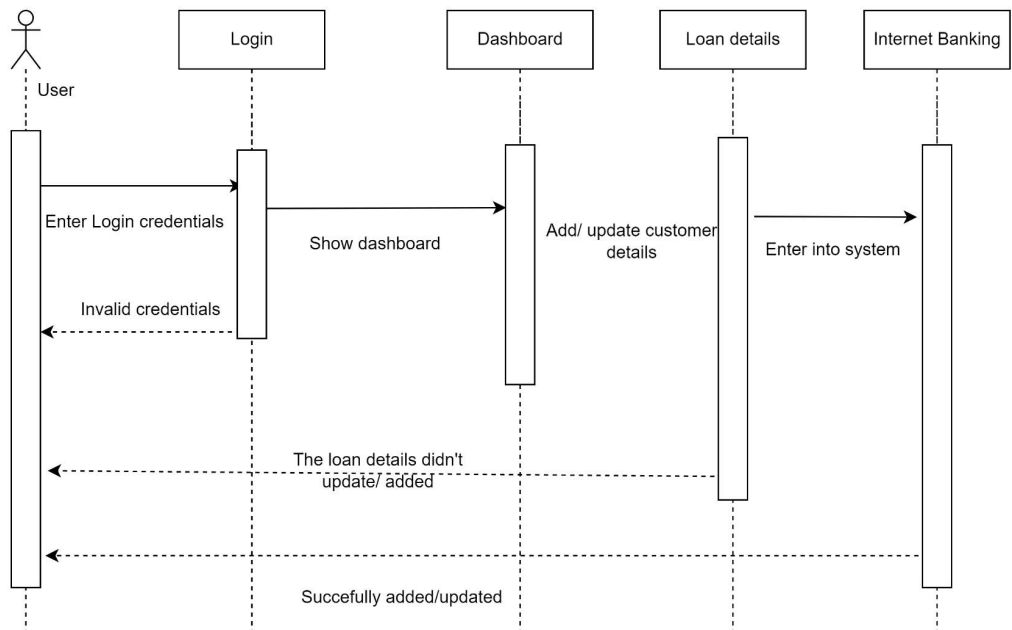 Login
Dashboard
Loan details
Internet Banking
User
Enter Login credentials
Show dashboard
Add/ update customer
details
Enter into system
Invalid credentials
The loan details didn't
update/ added
Succefully added/updated